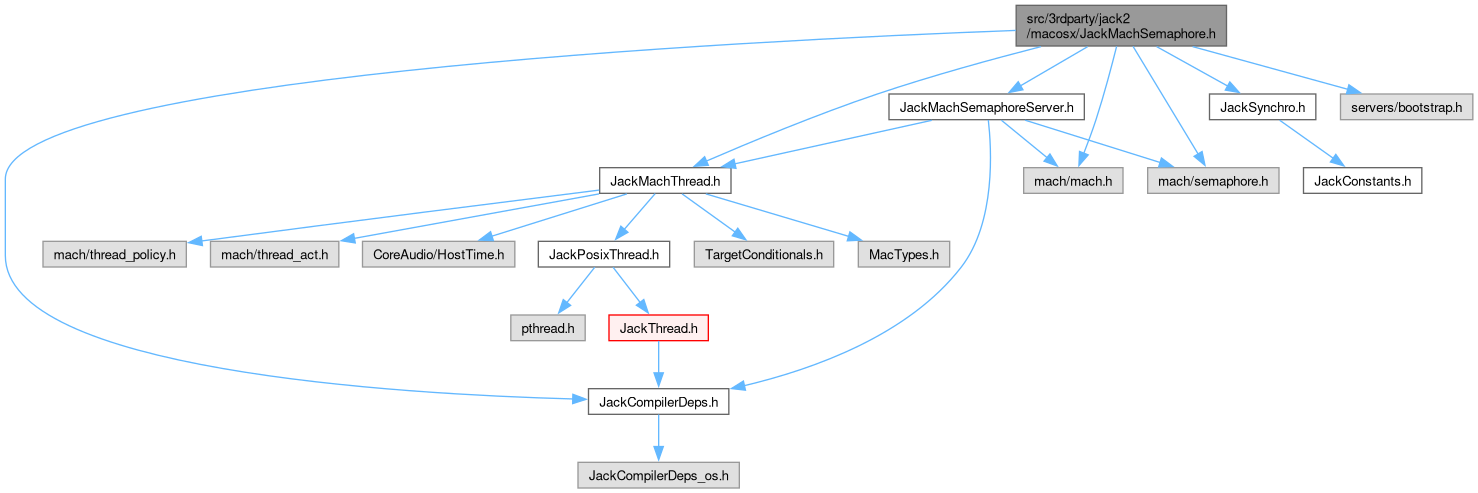 src/3rdparty/jack2
/macosx/JackMachSemaphore.h
JackMachSemaphoreServer.h
JackSynchro.h
servers/bootstrap.h
JackMachThread.h
mach/mach.h
mach/semaphore.h
JackConstants.h
mach/thread_policy.h
mach/thread_act.h
CoreAudio/HostTime.h
JackPosixThread.h
TargetConditionals.h
MacTypes.h
pthread.h
JackThread.h
JackCompilerDeps.h
JackCompilerDeps_os.h